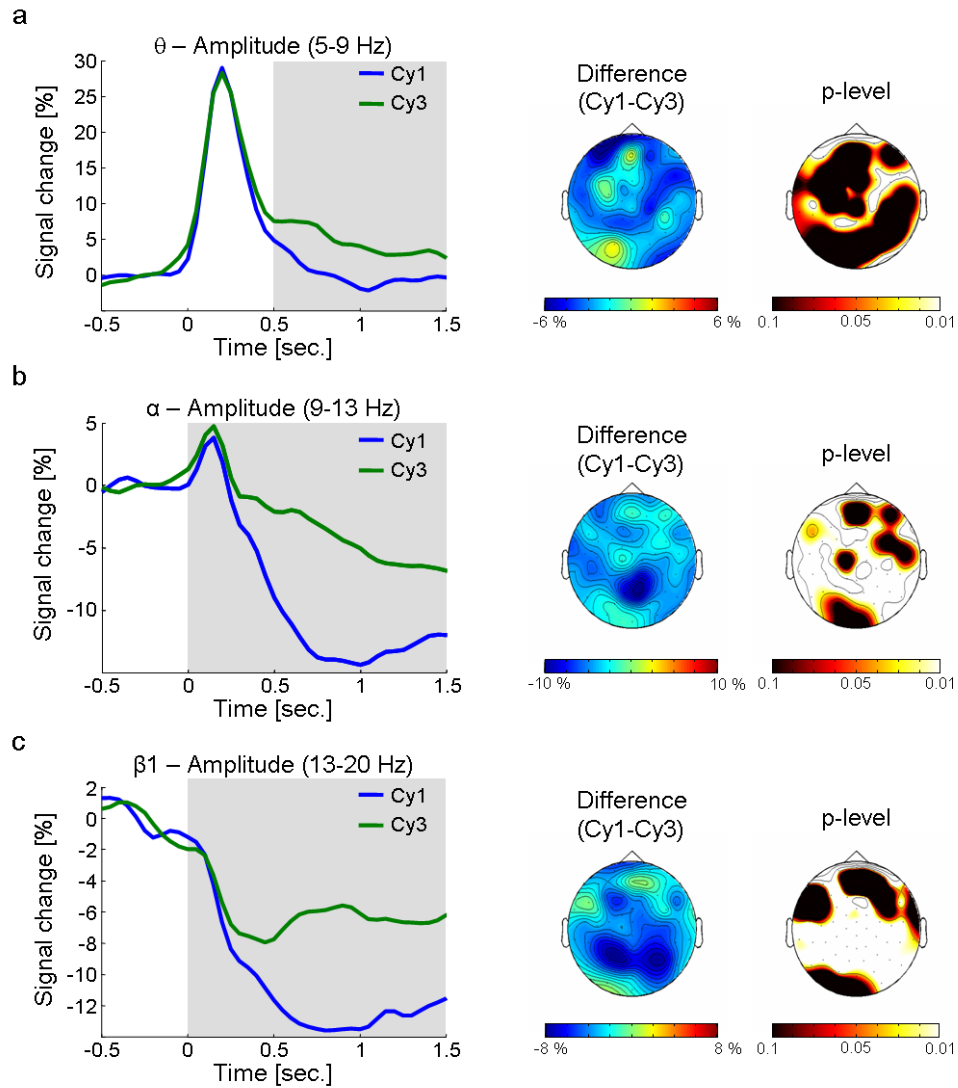 a
θ – Amplitude (5-9 Hz)
Signal change [%]
30
25
20
15
10
5
0
Cy1
Cy3
-0.5 0 0.5 1 1.5
Time [sec.]
Difference
(Cy1-Cy3)
-6 % 6 %
p-level
0.1 0.05 0.01
b
α – Amplitude (9-13 Hz)
Signal change [%]
5
0
-5
-10
Cy1
Cy3
-0.5 0 0.5 1 1.5
Time [sec.]
Difference
(Cy1-Cy3)
-10 % 10 %
p-level
0.1 0.05 0.01
c
β1 – Amplitude (13-20 Hz)
Signal change [%]
2
0
-2
-4
-6
-8
-10
-12
Cy1
Cy3
-0.5 0 0.5 1 1.5
Time [sec.]
Difference
(Cy1-Cy3)
-8 % 8 %
p-level
0.1 0.05 0.01